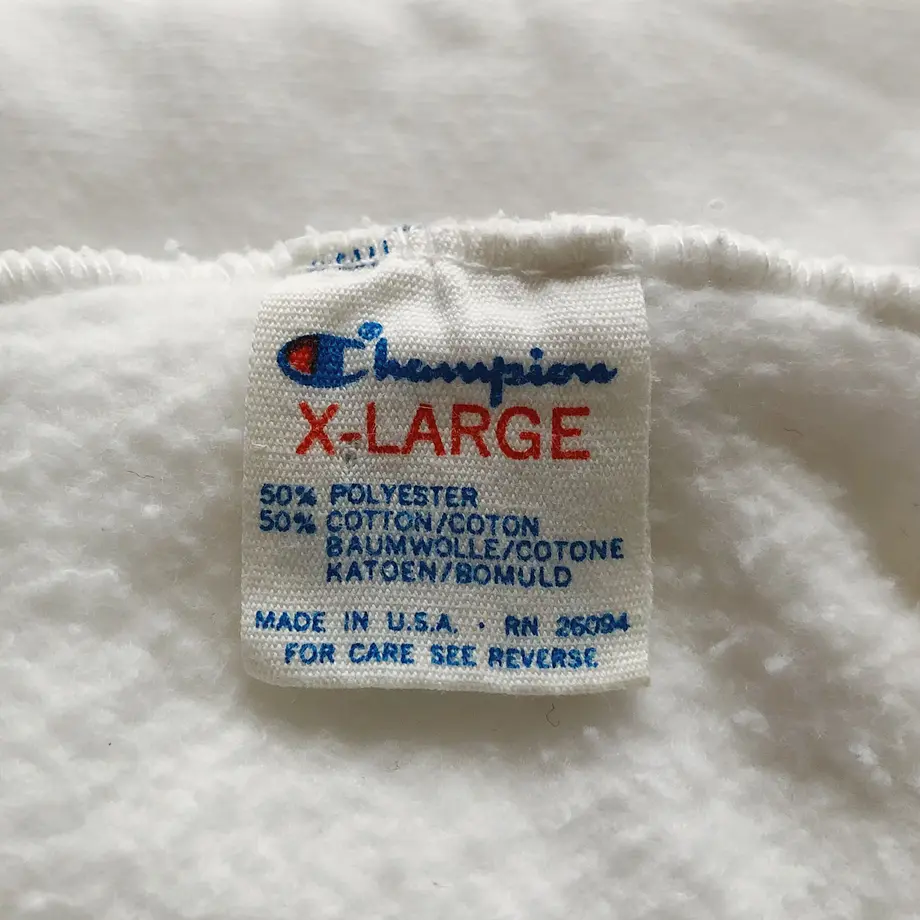 Champion®
X-LARGE
50% POLYESTER
50% COTTON/COTON
BAUMWOLLE/COTONE
KATOEN/BOMULD
MADE IN U.S.A. · RN 26094
FOR CARE SEE REVERSE